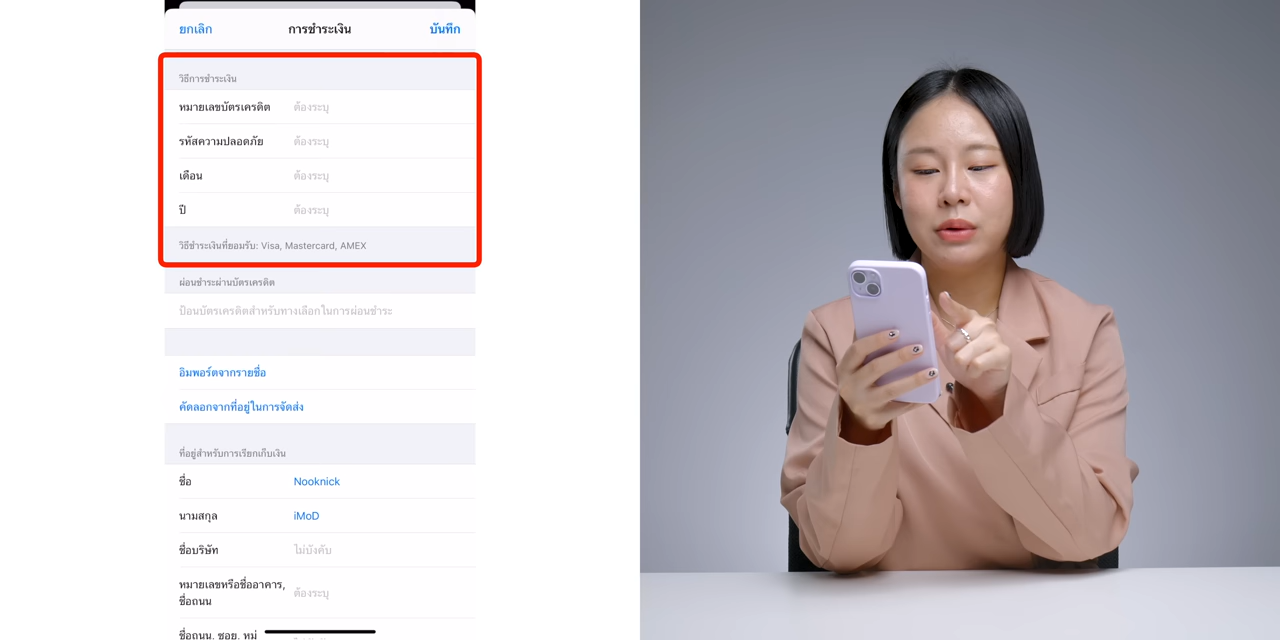 ยกเลิก การชำระเงิน บันทึก
วิธีการชำระเงิน
หมายเลขบัตรเครดิต ต้องระบุ
รหัสความปลอดภัย ต้องระบุ
เดือน ต้องระบุ
ปี ต้องระบุ
วิธีชำระเงินที่ยอมรับ: Visa, Mastercard, AMEX
ผ่อนชำระผ่านบัตรเครดิต
ป้อนบัตรเครดิตสำหรับทางเลือกในการผ่อนชำระ
อิมพอร์ตจากรายชื่อ
คัดลอกจากที่อยู่ในการจัดส่ง
ที่อยู่สำหรับการเรียกเก็บเงิน
ชื่อ Nooknick
นามสกุล iMoD
ชื่อบริษัท ไม่บังคับ
หมายเลขหรือชื่ออาคาร,
ชื่อถนน ต้องระบุ
ชื่อถนน, ซอย, หมู่